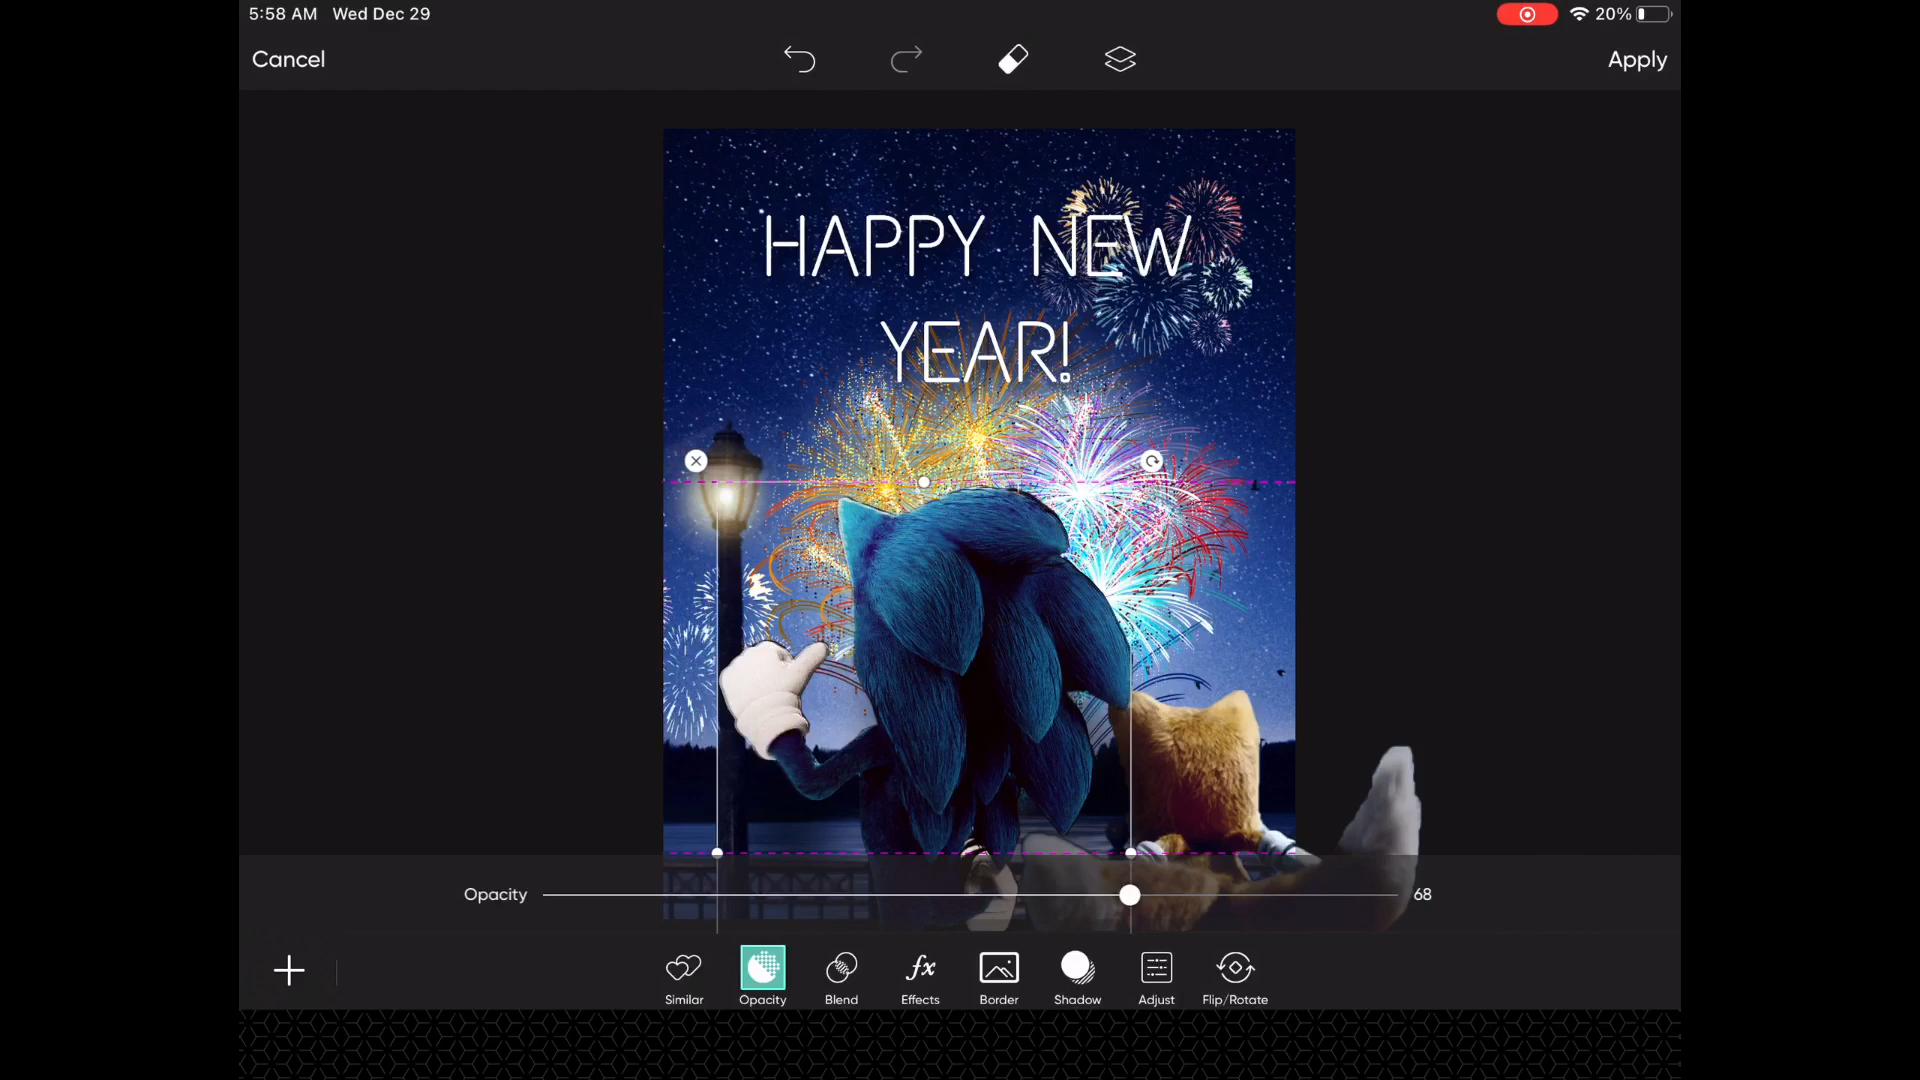 5:58 AM Wed Dec 29 20%
Cancel Apply
HAPPY NEW
YEAR!
Opacity 68
Similar Opacity Blend fx Effects Border Shadow Adjust Flip/Rotate